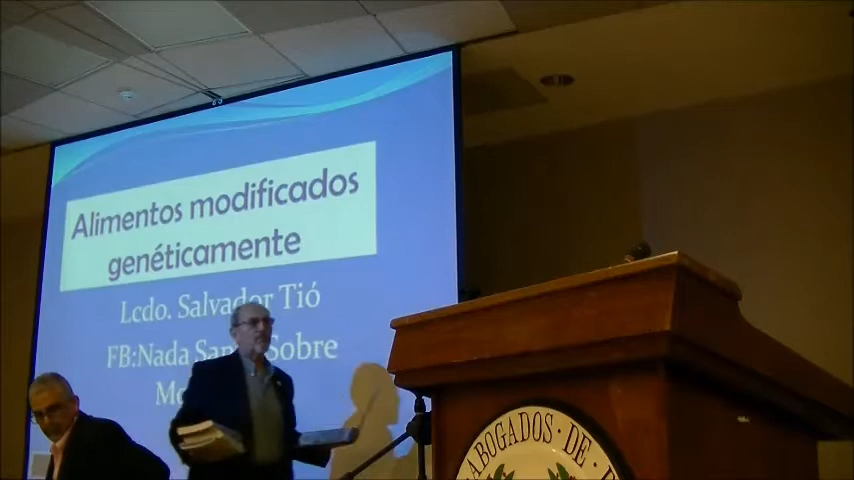 Alimentos modificados
genéticamente
Lcdo. Salvador Tió
FB:Nada Sobre
ABOGADOS · DE ·